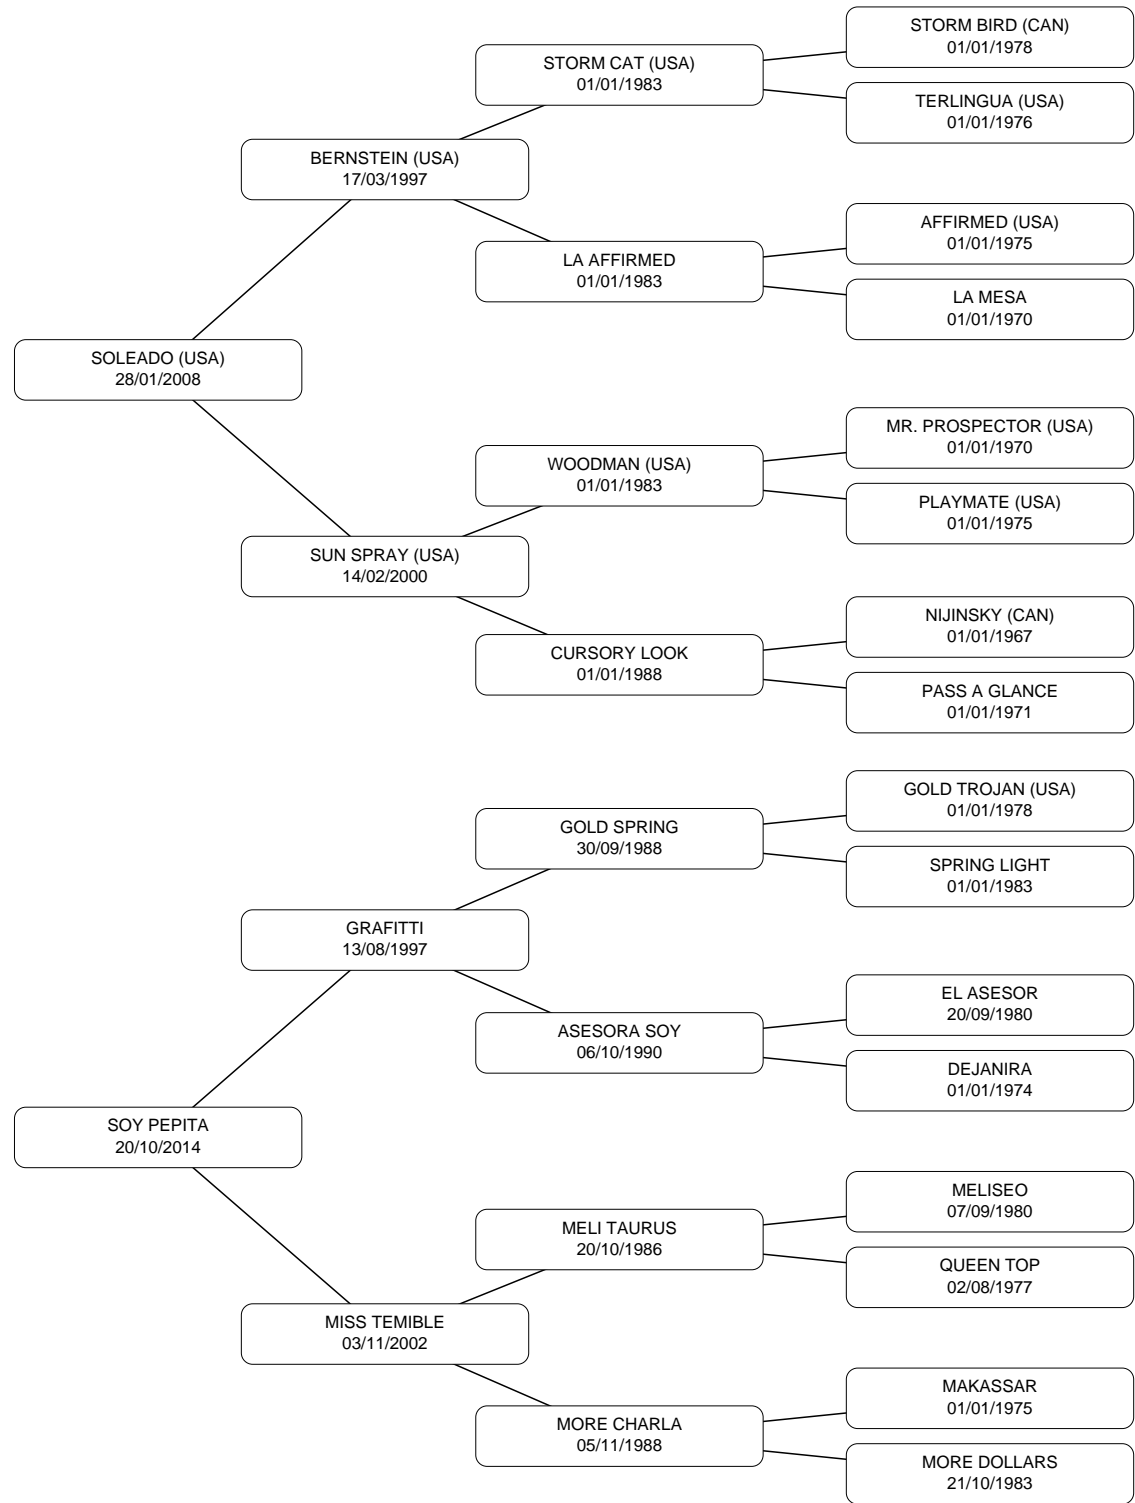 STORM BIRD (CAN)
01/01/1978
STORM CAT (USA)
01/01/1983
TERLINGUA (USA)
01/01/1976
BERNSTEIN (USA)
17/03/1997
AFFIRMED (USA)
01/01/1975
LA AFFIRMED
01/01/1983
LA MESA
01/01/1970
SOLEADO (USA)
28/01/2008
MR. PROSPECTOR (USA)
01/01/1970
WOODMAN (USA)
01/01/1983
PLAYMATE (USA)
01/01/1975
SUN SPRAY (USA)
14/02/2000
NIJINSKY (CAN)
01/01/1967
CURSORY LOOK
01/01/1988
PASS A GLANCE
01/01/1971
GOLD TROJAN (USA)
01/01/1978
GOLD SPRING
30/09/1988
SPRING LIGHT
01/01/1983
GRAFITTI
13/08/1997
EL ASESOR
20/09/1980
ASESORA SOY
06/10/1990
DEJANIRA
01/01/1974
SOY PEPITA
20/10/2014
MELISEO
07/09/1980
MELI TAURUS
20/10/1986
QUEEN TOP
02/08/1977
MISS TEMIBLE
03/11/2002
MAKASSAR
01/01/1975
MORE CHARLA
05/11/1988
MORE DOLLARS
21/10/1983